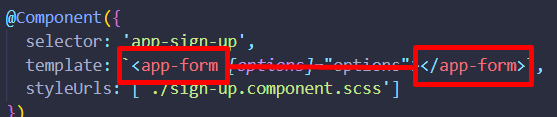 @Component({
selector: 'app-sign-up',
template: `<app-form [options]="options"></app-form>`,
styleUrls: ['./sign-up.component.scss']
})